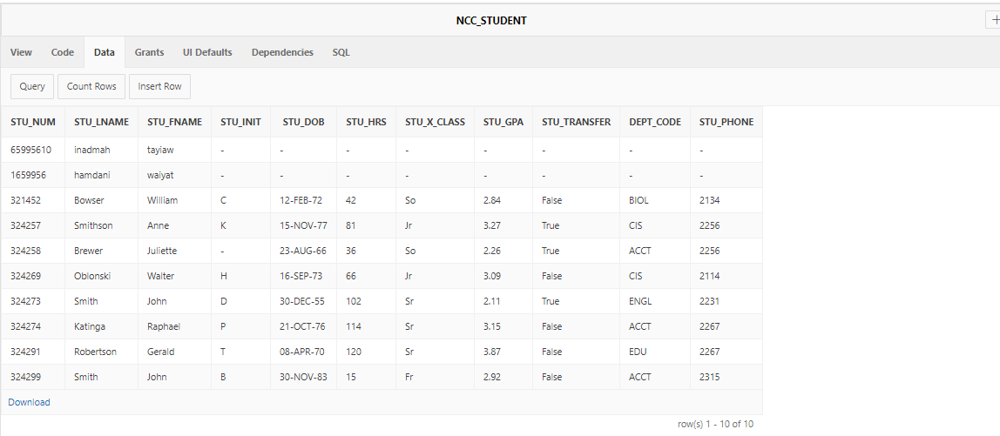 NCC_STUDENT
View Code Data Grants UI Defaults Dependencies SQL
Query Count Rows Insert Row
STU_NUM STU_LNAME STU_FNAME STU_INIT STU_DOB STU_HRS STU_X_CLASS STU_GPA STU_TRANSFER DEPT_CODE STU_PHONE
65995610 inadmah tayiaw - - - - - - - -
1659956 hamdani waiyat - - - - - - - -
321452 Bowser William C 12-FEB-72 42 So 2.84 False BIOL 2134
324257 Smithson Anne K 15-NOV-77 81 Jr 3.27 True CIS 2256
324258 Brewer Juliette - 23-AUG-66 36 So 2.26 True ACCT 2256
324269 Oblonski Walter H 16-SEP-73 66 Jr 3.09 False CIS 2114
324273 Smith John D 30-DEC-55 102 Sr 2.11 True ENGL 2231
324274 Katinga Raphael P 21-OCT-76 114 Sr 3.15 False ACCT 2267
324291 Robertson Gerald T 08-APR-70 120 Sr 3.87 False EDU 2267
324299 Smith John B 30-NOV-83 15 Fr 2.92 False ACCT 2315
Download
row(s) 1 - 10 of 10